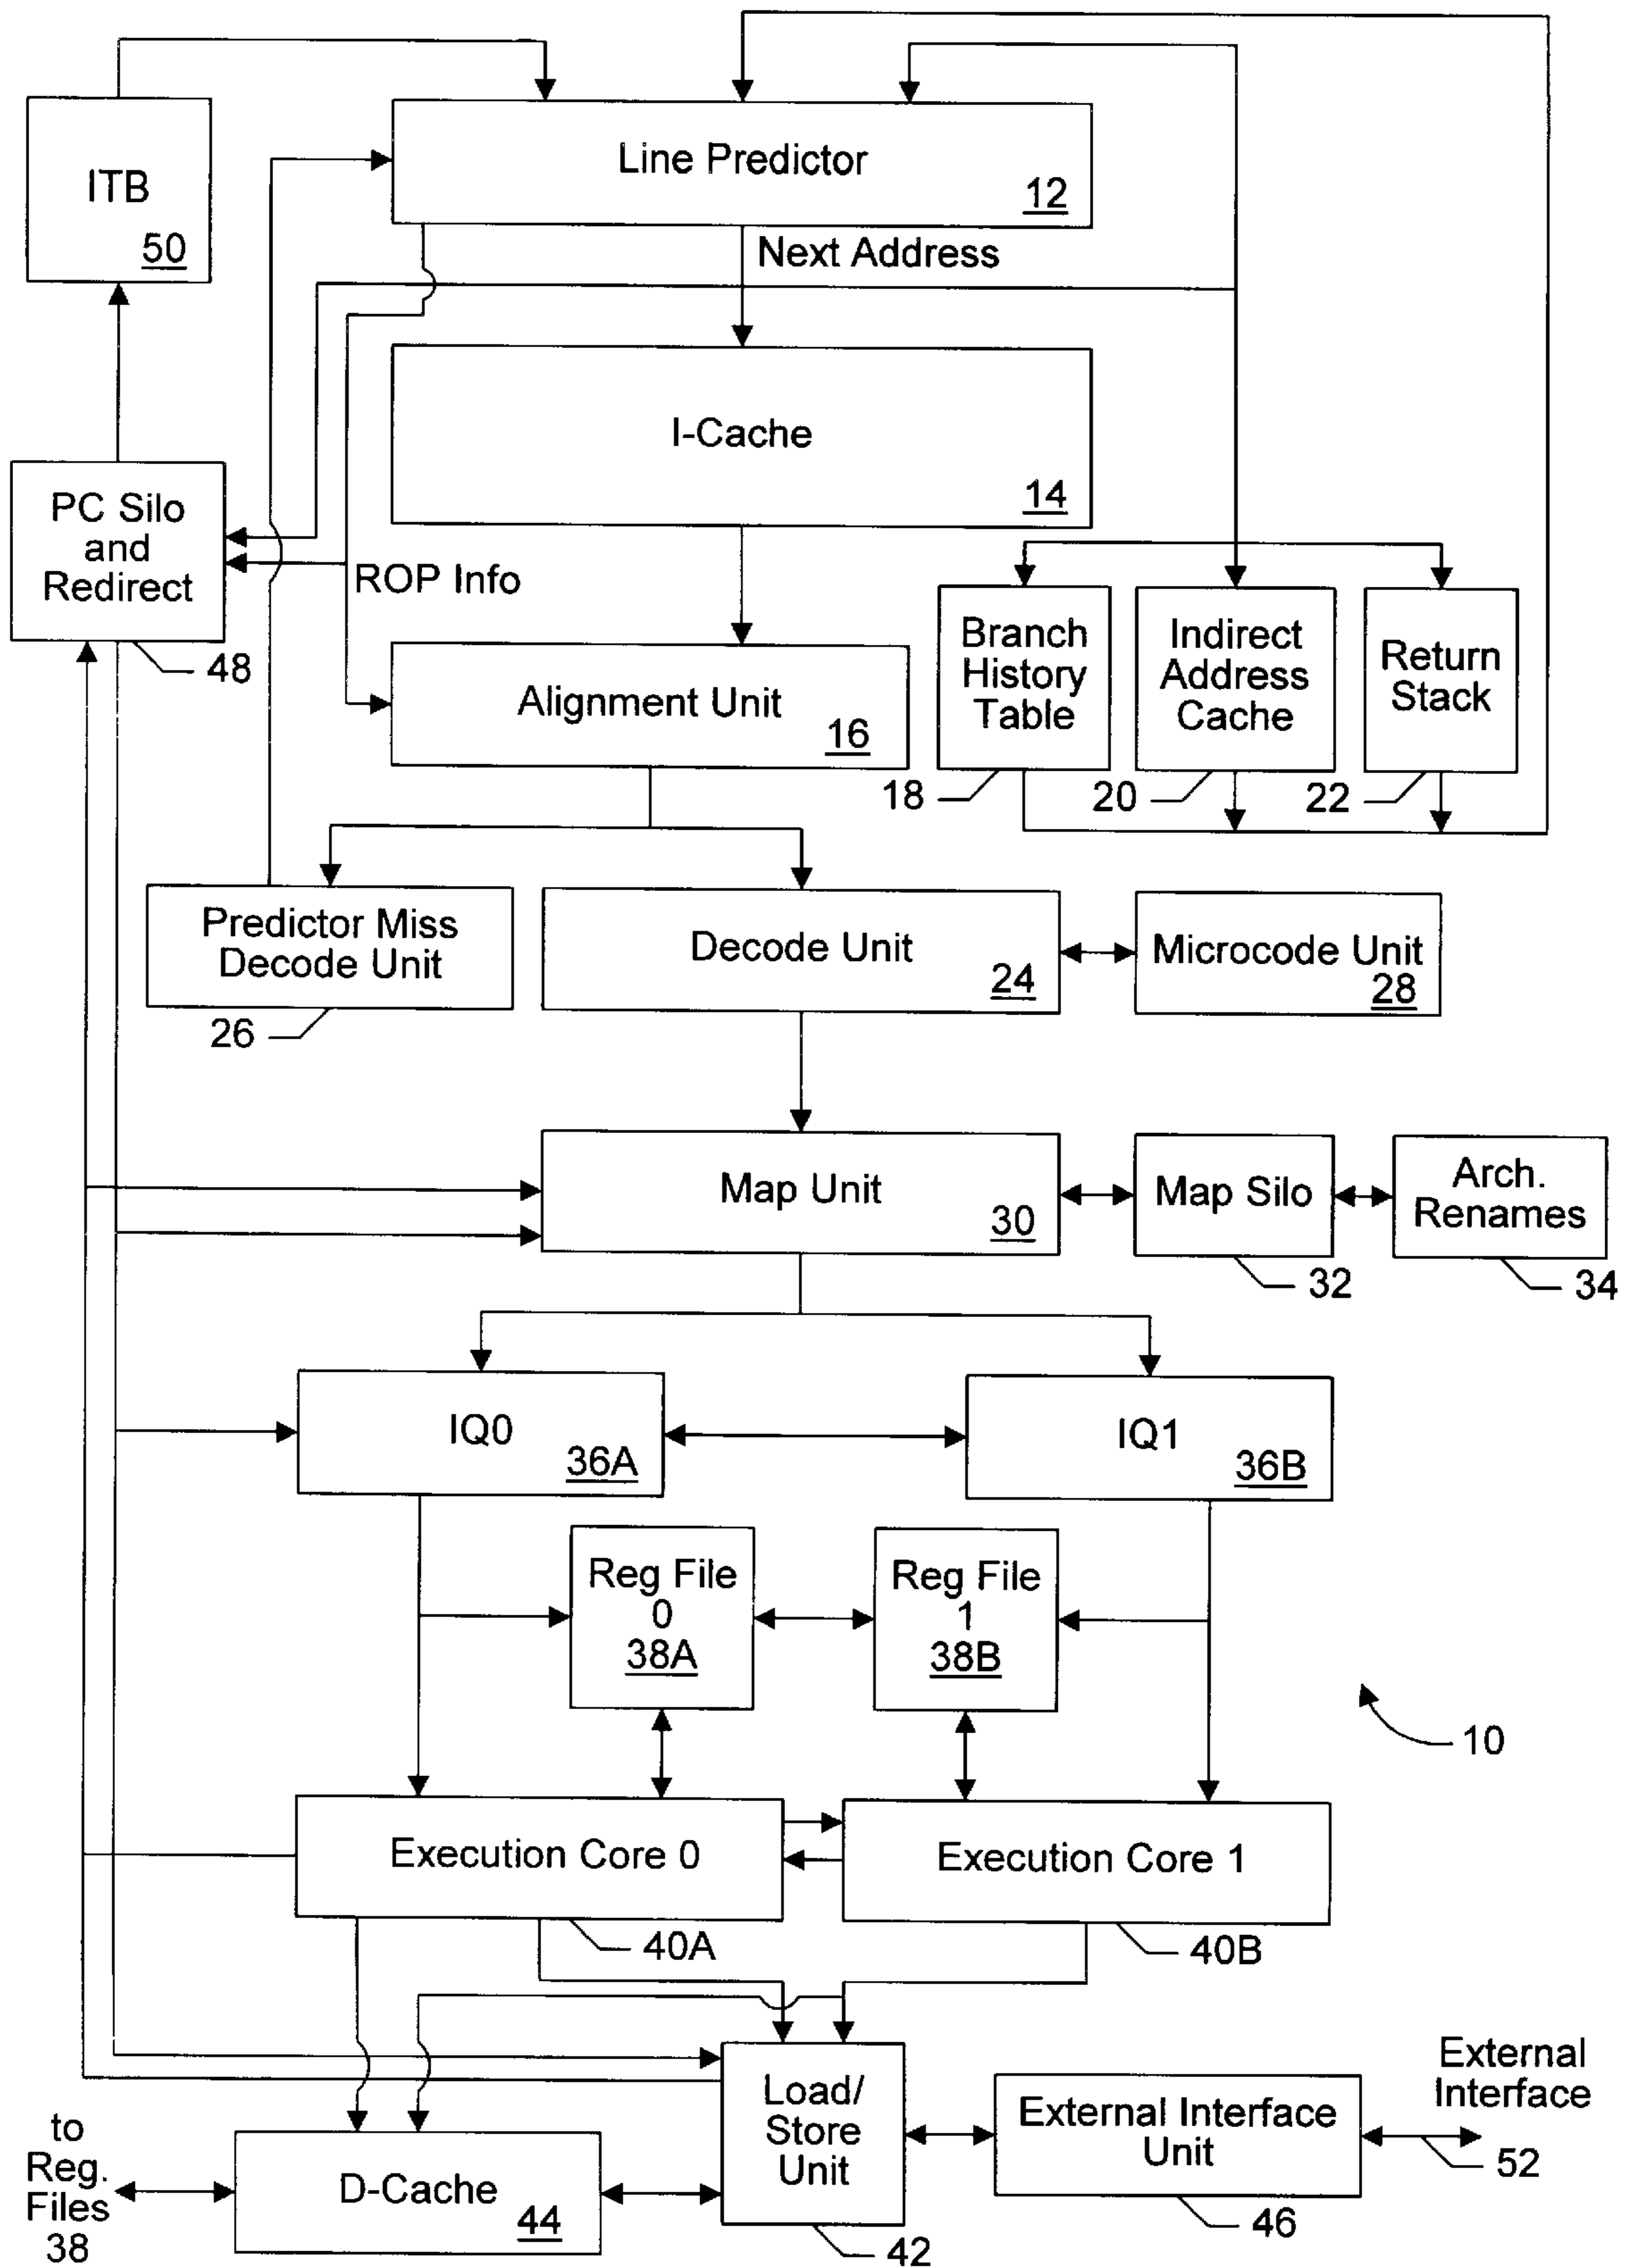 Line Predictor
12
ITB
50
Next Address
I-Cache
14
PC Silo
and
Redirect
48
ROP Info
Alignment Unit
16
Branch
History
Table
18
Indirect
Address
Cache
20
Return
Stack
22
Predictor Miss
Decode Unit
26
Decode Unit
24
Microcode Unit
28
Map Unit
30
Map Silo
32
Arch.
Renames
34
IQ0
36A
IQ1
36B
Reg File
0
38A
Reg File
1
38B
10
Execution Core 0
40A
Execution Core 1
40B
Load/
Store
Unit
42
External Interface
Unit
46
External
Interface
52
to
Reg.
Files
38
D-Cache
44